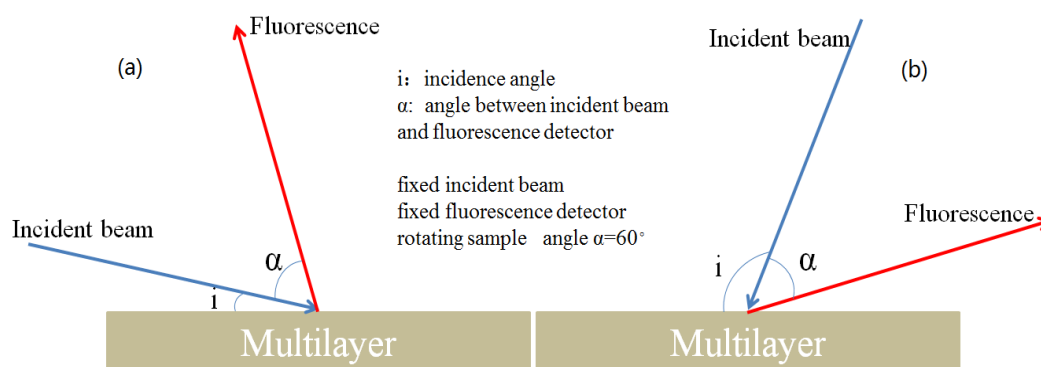 Fluorescence
(a)
i：incidence angle
α: angle between incident beam
and fluorescence detector
fixed incident beam
fixed fluorescence detector
rotating sample angle α=60°
Incident beam
α
i
Multilayer
Incident beam
(b)
Fluorescence
i
α
Multilayer